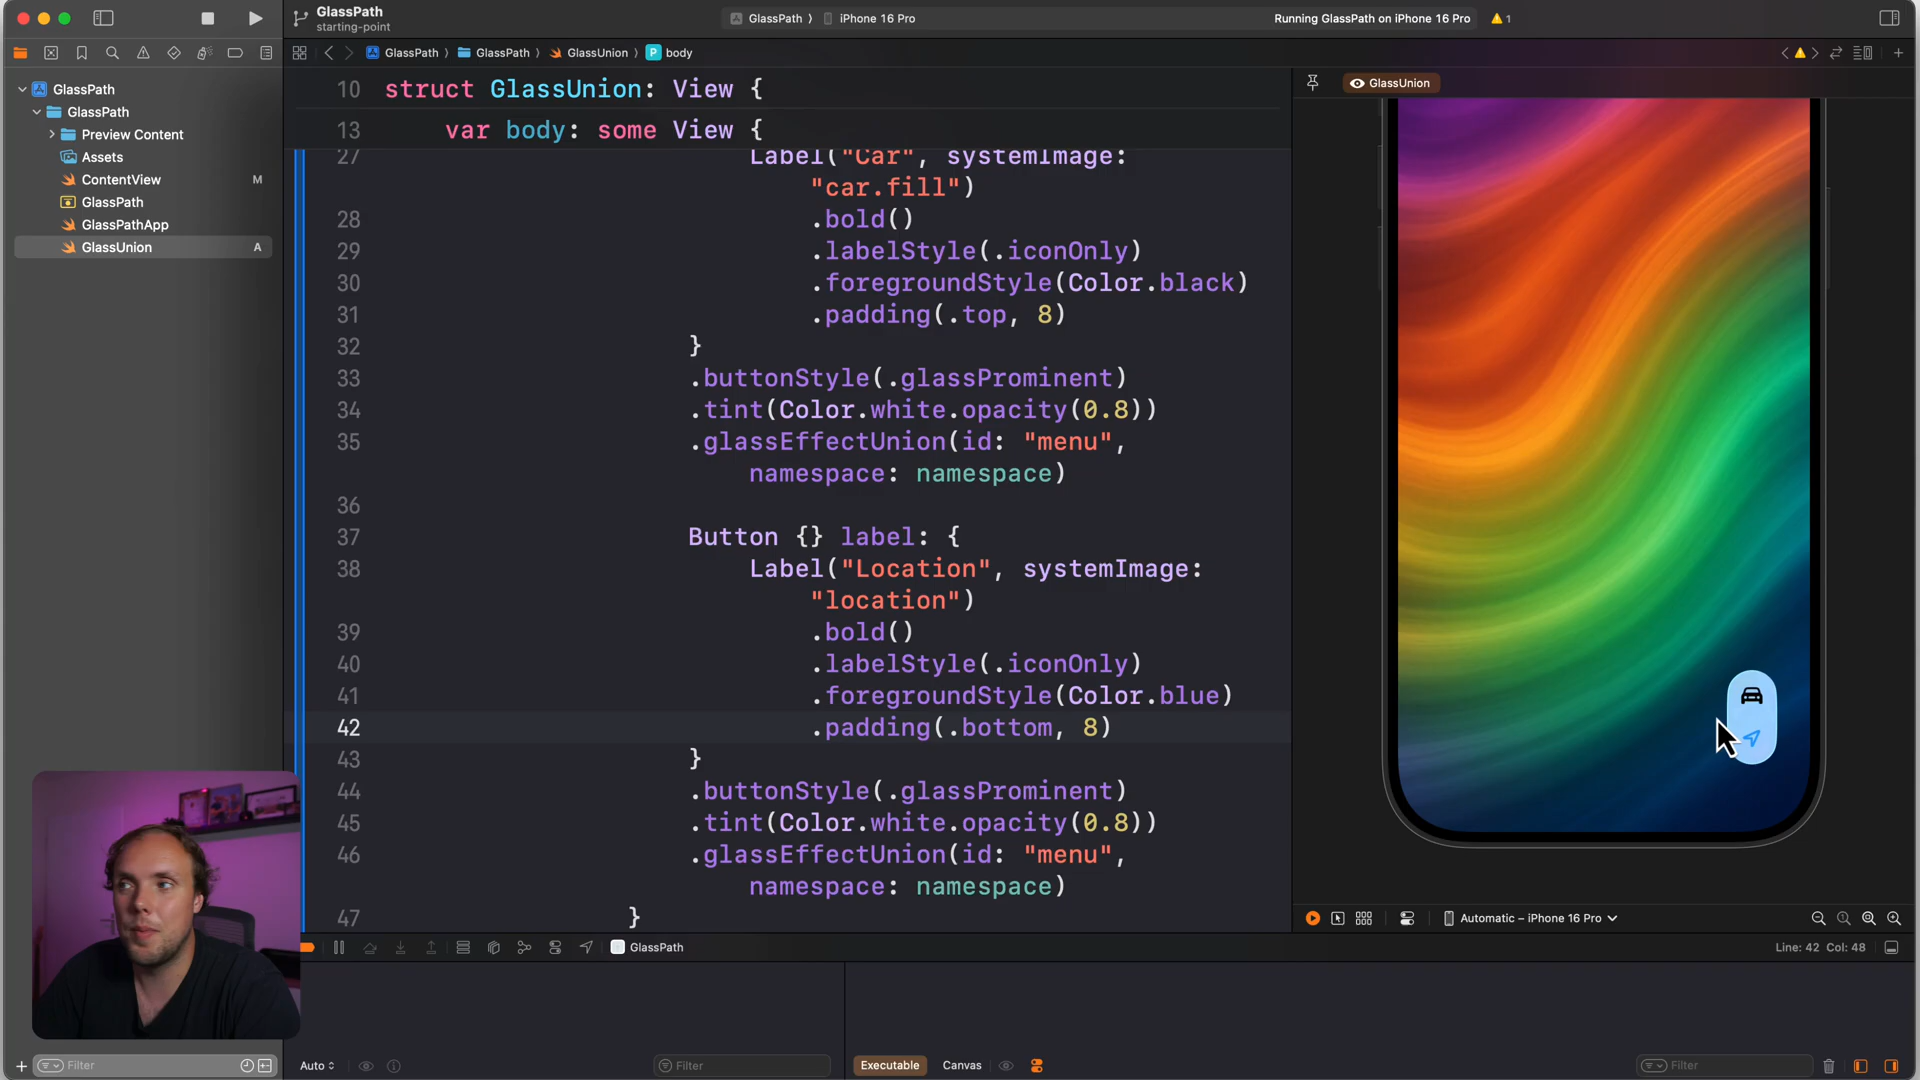 GlassPath
starting-point
GlassPath
iPhone 16 Pro
Running GlassPath on iPhone 16 Pro
1
GlassPath
GlassPath
GlassUnion
P body
GlassPath
GlassPath
Preview Content
Assets
ContentView M
GlassPath
GlassPathApp
GlassUnion A
10 struct GlassUnion: View {
13 var body: some View {
27 Label("Car", systemImage:
"car.fill")
28 .bold()
29 .labelStyle(.iconOnly)
30 .foregroundStyle(Color.black)
31 .padding(.top, 8)
32 }
33 .buttonStyle(.glassProminent)
34 .tint(Color.white.opacity(0.8))
35 .glassEffectUnion(id: "menu",
namespace: namespace)
36
37 Button {} label: {
38 Label("Location", systemImage:
"location")
39 .bold()
40 .labelStyle(.iconOnly)
41 .foregroundStyle(Color.blue)
42 .padding(.bottom, 8)
43 }
44 .buttonStyle(.glassProminent)
45 .tint(Color.white.opacity(0.8))
46 .glassEffectUnion(id: "menu",
namespace: namespace)
47 }
GlassUnion
Automatic – iPhone 16 Pro
GlassPath
Line: 42 Col: 48
Filter
Auto
Filter
Executable
Canvas
Filter